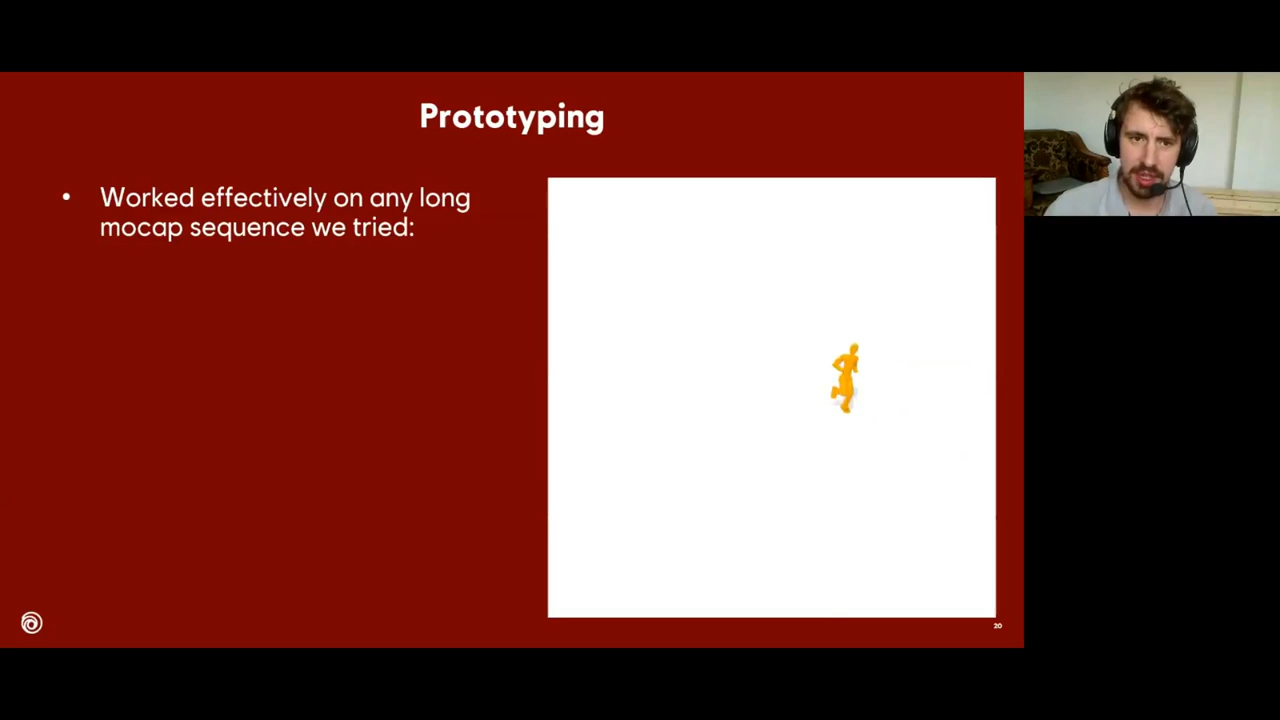 Prototyping
• Worked effectively on any long
mocap sequence we tried:
20